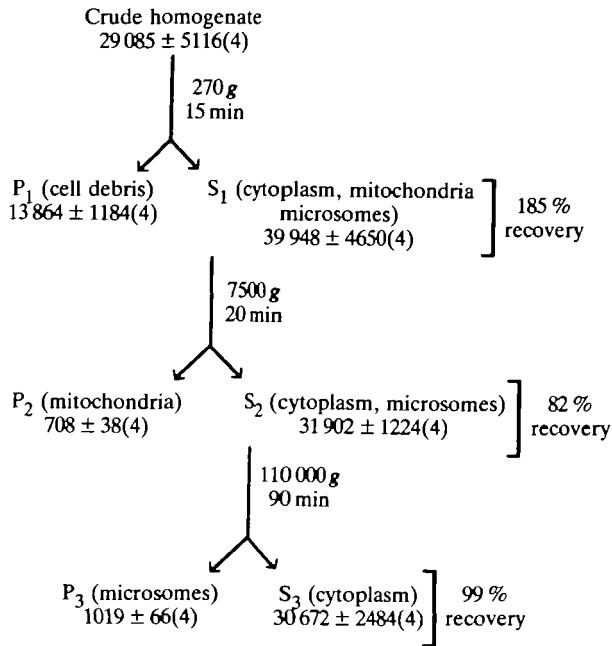 Crude homogenate
29 085 ± 5116(4)
270 g
15 min
P1 (cell debris)
13 864 ± 1184(4)
S1 (cytoplasm, mitochondria
microsomes)
39 948 ± 4650(4)
185 %
recovery
7500 g
20 min
P2 (mitochondria)
708 ± 38(4)
S2 (cytoplasm, microsomes)
31 902 ± 1224(4)
82 %
recovery
110 000 g
90 min
P3 (microsomes)
1019 ± 66(4)
S3 (cytoplasm)
30 672 ± 2484(4)
99 %
recovery